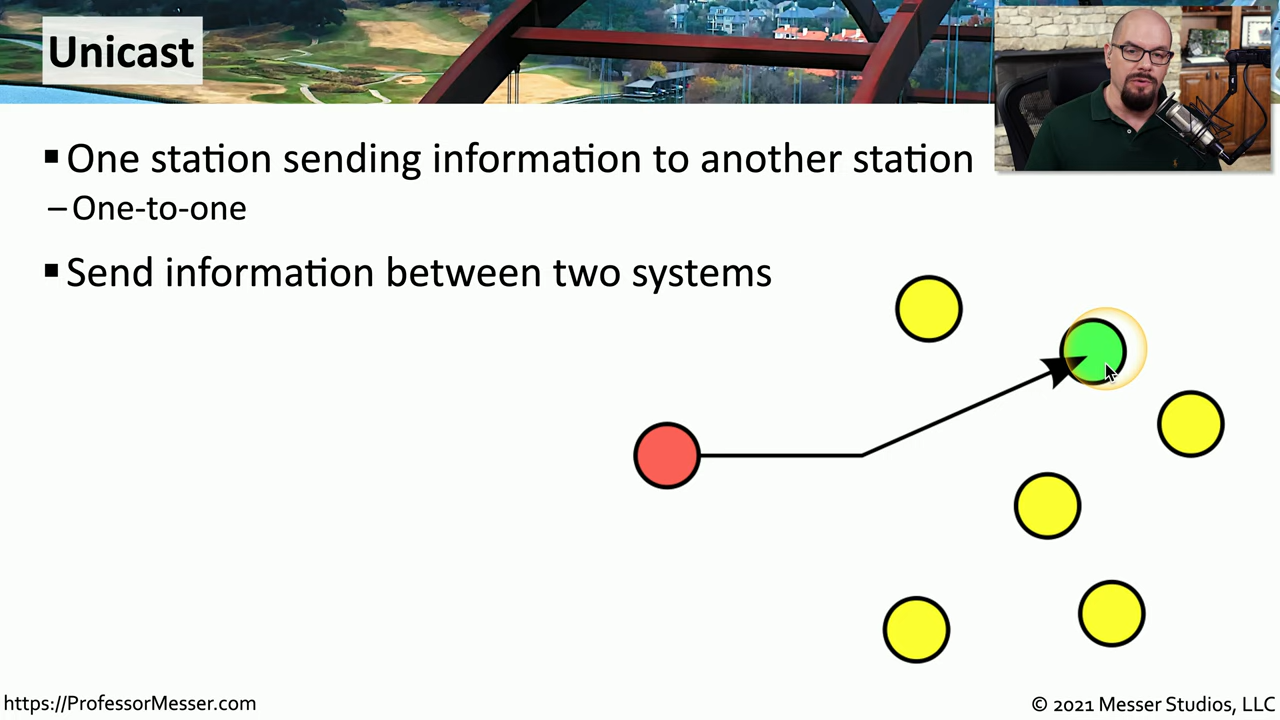 Unicast
▪ One station sending information to another station
– One-to-one
▪ Send information between two systems
https://ProfessorMesser.com
© 2021 Messer Studios, LLC